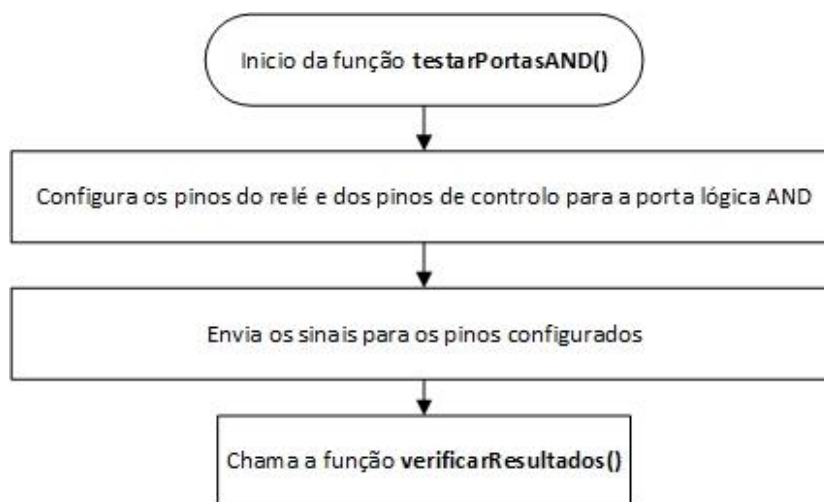 Inicio da função testarPortasAND()
Configura os pinos do relé e dos pinos de controlo para a porta lógica AND
Envia os sinais para os pinos configurados
Chama a função verificarResultados()